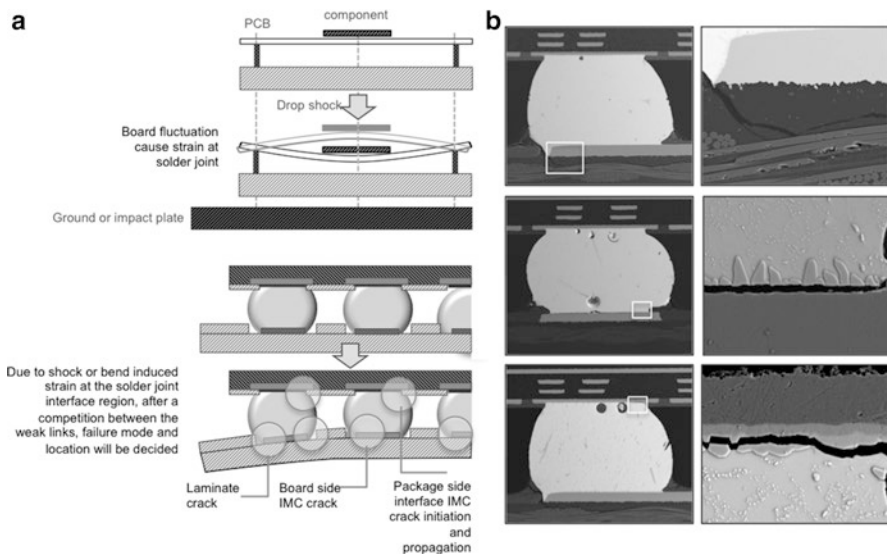 a
PCB
component
Drop shock
Board fluctuation
cause strain at
solder joint
Ground or impact plate
Due to shock or bend induced
strain at the solder joint
interface region, after a
competition between the
weak links, failure mode and
location will be decided
Laminate
crack
Board side
IMC crack
Package side
interface IMC
crack initiation
and
propagation
b